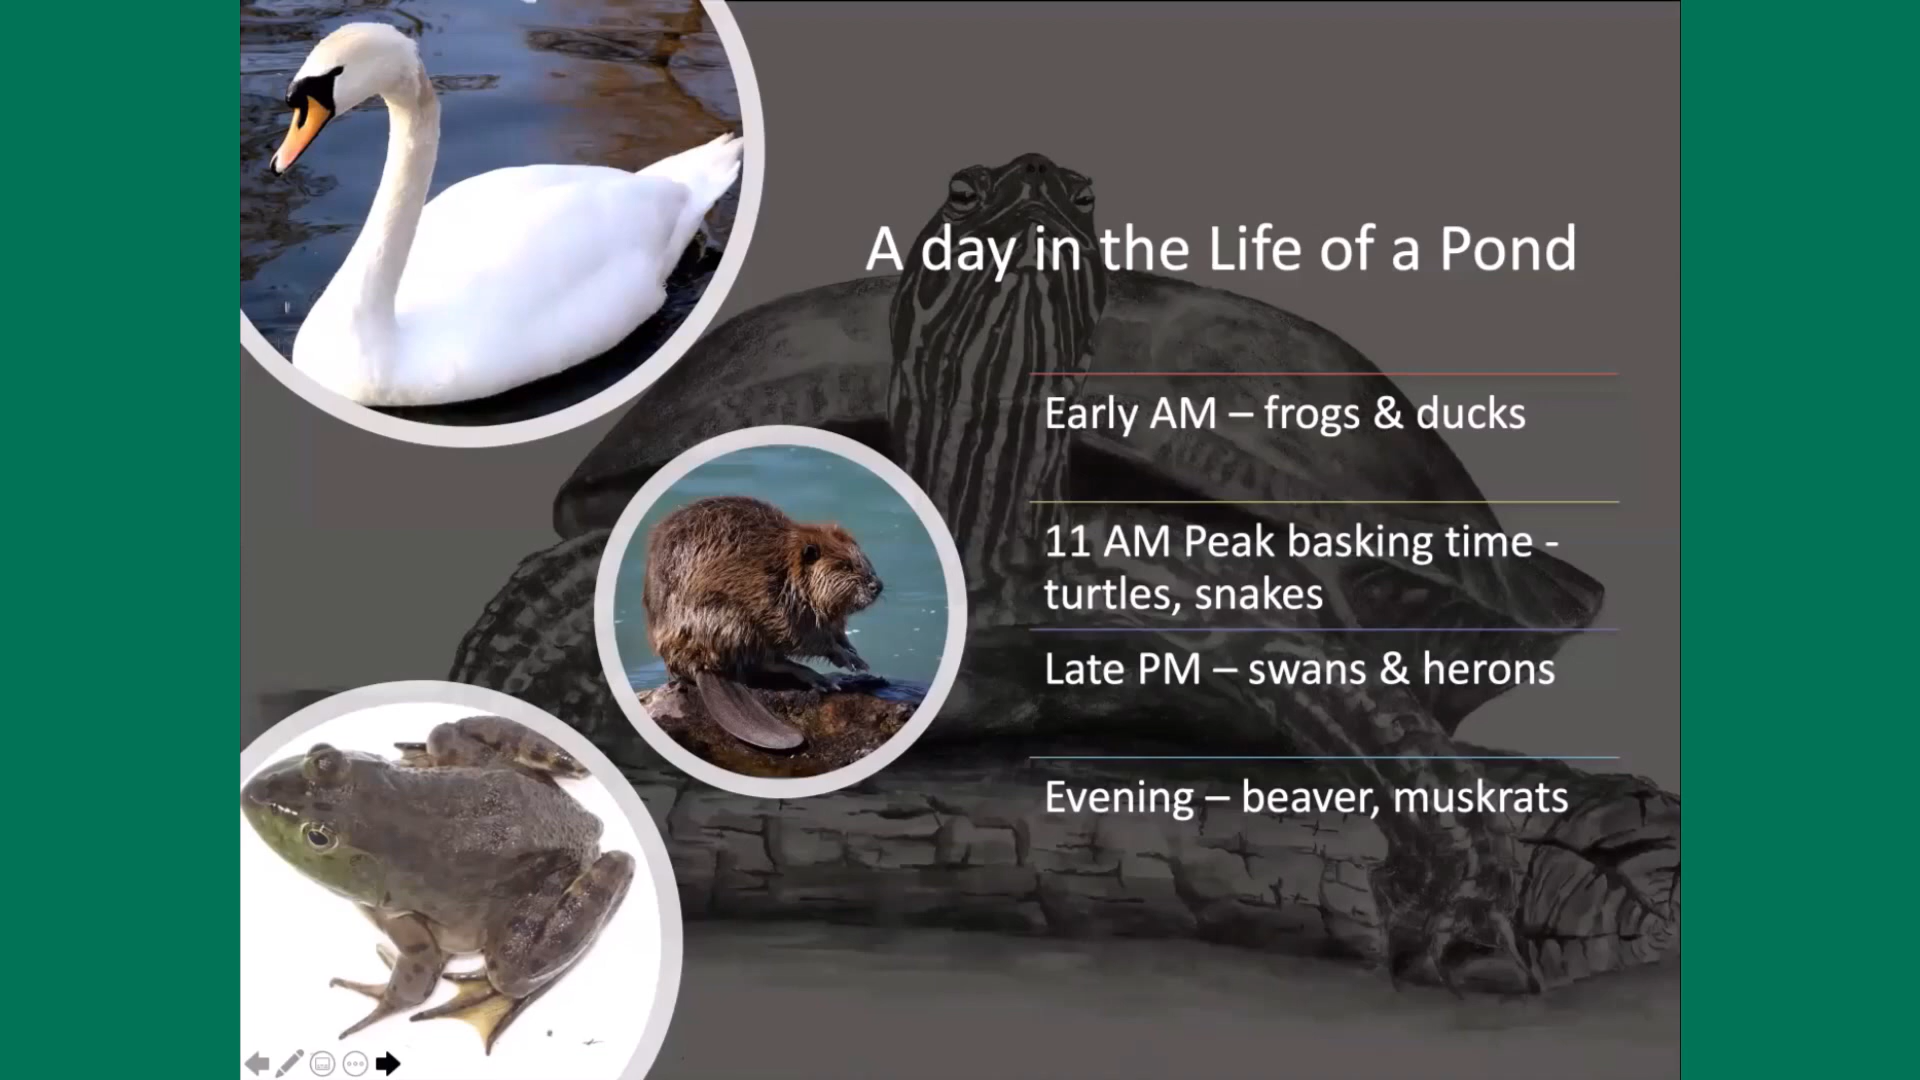 A day in the Life of a Pond
Early AM – frogs & ducks
11 AM Peak basking time -
turtles, snakes
Late PM – swans & herons
Evening – beaver, muskrats